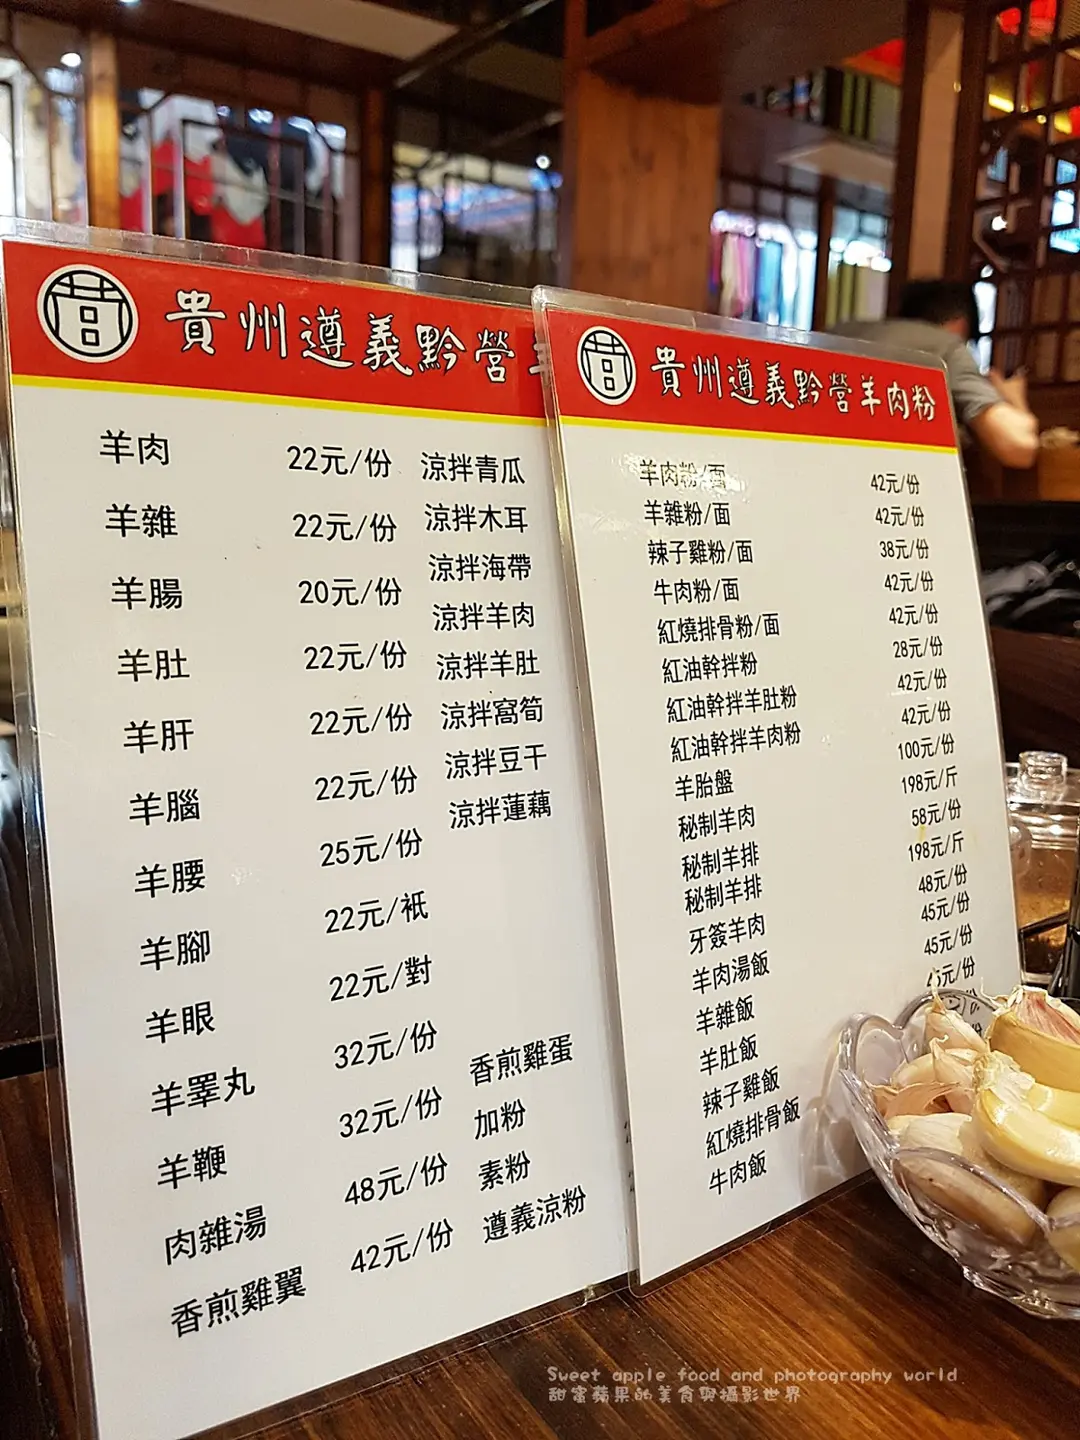 貴州遵義黔營
羊肉 22元/份 涼拌青瓜
羊雜 22元/份 涼拌木耳
羊腸 20元/份 涼拌海帶
羊肚 22元/份 涼拌羊肉
羊肝 22元/份 涼拌羊肚
羊腦 22元/份 涼拌窩筍
羊腰 25元/份 涼拌豆干
羊腳 22元/衹 涼拌蓮藕
羊眼 22元/對
羊睪丸 32元/份
羊鞭 32元/份 香煎雞蛋
肉雜湯 48元/份 加粉
香煎雞翼 42元/份 素粉
遵義涼粉
貴州遵義黔營羊肉粉
羊肉粉/面 42元/份
羊雜粉/面 42元/份
辣子雞粉/面 38元/份
牛肉粉/面 42元/份
紅燒排骨粉/面 42元/份
紅油幹拌粉 28元/份
紅油幹拌羊肚粉 42元/份
紅油幹拌羊肉粉 42元/份
羊胎盤 100元/份
秘制羊肉 198元/斤
秘制羊排 58元/份
秘制羊排 198元/斤
牙簽羊肉 48元/份
羊肉湯飯 45元/份
羊雜飯 45元/份
羊肚飯
辣子雞飯
紅燒排骨飯
牛肉飯
Sweet apple food and photography world
甜蜜蘋果的美食與攝影世界